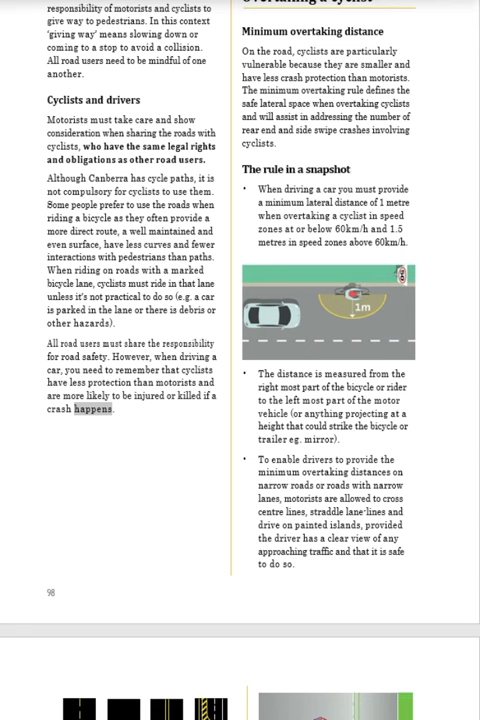 responsibility of motorists and cyclists to
give way to pedestrians. In this context
‘giving way’ means slowing down or
coming to a stop to avoid a collision.
All road users need to be mindful of one
another.
Cyclists and drivers
Motorists must take care and show
consideration when sharing the roads with
cyclists, who have the same legal rights
and obligations as other road users.
Although Canberra has cycle paths, it is
not compulsory for cyclists to use them.
Some people prefer to use the roads when
riding a bicycle as they often provide a
more direct route, a well maintained and
even surface, have less curves and fewer
interactions with pedestrians than paths.
When riding on roads with a marked
bicycle lane, cyclists must ride in that lane
unless it's not practical to do so (e.g. a car
is parked in the lane or there is debris or
other hazards).
All road users must share the responsibility
for road safety. However, when driving a
car, you need to remember that cyclists
have less protection than motorists and
are more likely to be injured or killed if a
crash happens.
98
Overtaking a cyclist
Minimum overtaking distance
On the road, cyclists are particularly
vulnerable because they are smaller and
have less crash protection than motorists.
The minimum overtaking rule defines the
safe lateral space when overtaking cyclists
and will assist in addressing the number of
rear end and side swipe crashes involving
cyclists.
The rule in a snapshot
• When driving a car you must provide
a minimum lateral distance of 1 metre
when overtaking a cyclist in speed
zones at or below 60km/h and 1.5
metres in speed zones above 60km/h.
1m
• The distance is measured from the
right most part of the bicycle or rider
to the left most part of the motor
vehicle (or anything projecting at a
height that could strike the bicycle or
trailer eg. mirror).
• To enable drivers to provide the
minimum overtaking distances on
narrow roads or roads with narrow
lanes, motorists are allowed to cross
centre lines, straddle lane-lines and
drive on painted islands, provided
the driver has a clear view of any
approaching traffic and that it is safe
to do so.